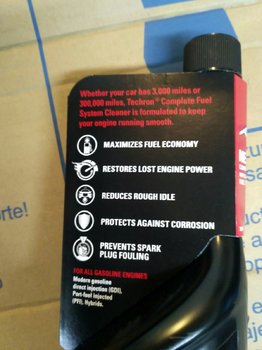 Whether your car has 3,000 miles or
300,000 miles, Techron® Complete Fuel
System Cleaner is formulated to keep
your engine running smooth.
MAXIMIZES FUEL ECONOMY
RESTORES LOST ENGINE POWER
REDUCES ROUGH IDLE
PROTECTS AGAINST CORROSION
PREVENTS SPARK
PLUG FOULING
FOR ALL GASOLINE ENGINES
Modern gasoline
direct injection (GDI),
Port-fuel injected
(PFI), Hybrids.
orte!